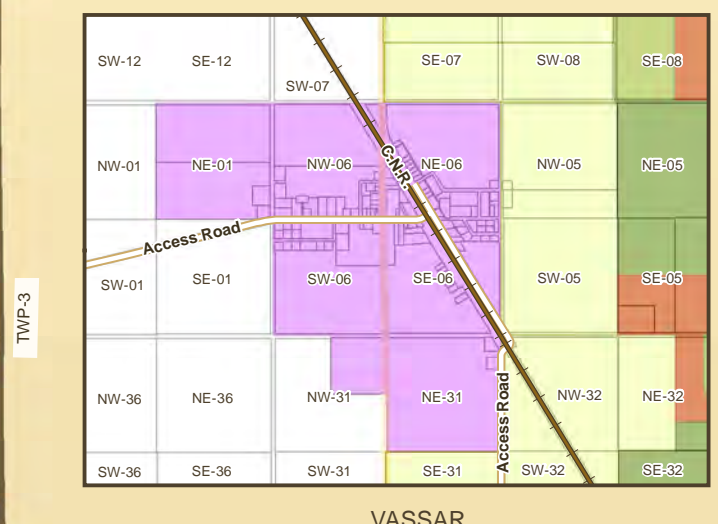 SW-12 SE-12 SW-07 SE-07 SW-08 SE-08
NW-01 NE-01 NW-06 C.N.R. NE-06 NW-05 NE-05
Access Road
SW-01 SE-01 SW-06 SE-06 SW-05 SE-05
TWP-3
NW-36 NE-36 NW-31 NE-31 Access Road NW-32 NE-32
SW-36 SE-36 SW-31 SE-31 SW-32 SE-32
VASSAR